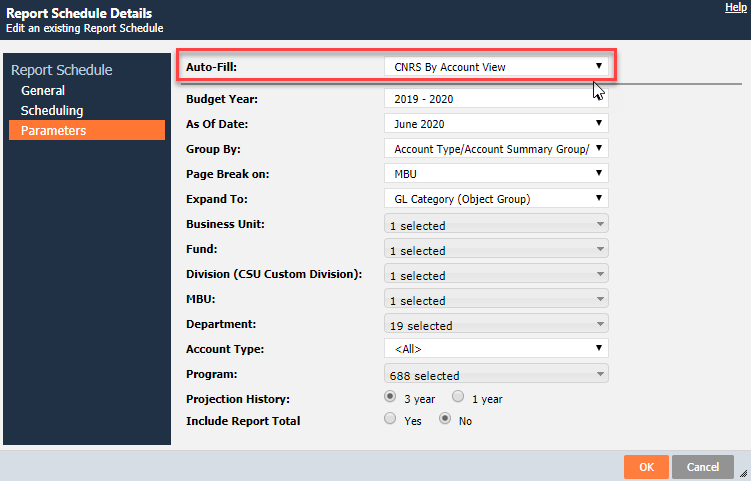 Report Schedule Details
Help
Edit an existing Report Schedule
Report Schedule
General
Scheduling
Parameters
Auto-Fill: CNRS By Account View
Budget Year: 2019 - 2020
As Of Date: June 2020
Group By: Account Type/Account Summary Group/
Page Break on: MBU
Expand To: GL Category (Object Group)
Business Unit: 1 selected
Fund: 1 selected
Division (CSU Custom Division): 1 selected
MBU: 1 selected
Department: 19 selected
Account Type: <All>
Program: 688 selected
Projection History: 3 year 1 year
Include Report Total Yes No
OK Cancel